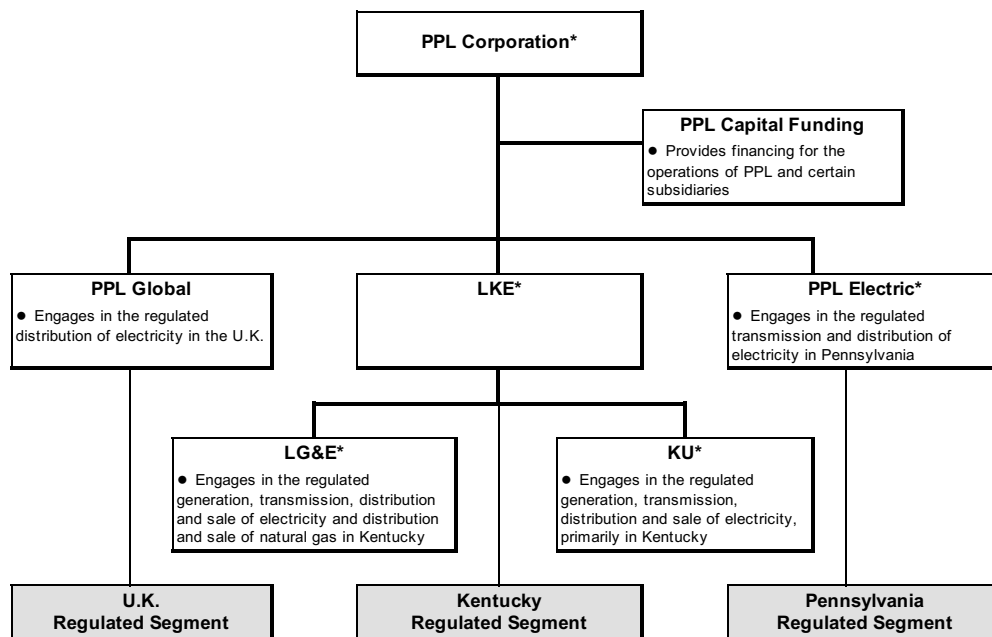 PPL Corporation*
PPL Capital Funding
● Provides financing for the
operations of PPL and certain
subsidiaries
PPL Global
● Engages in the regulated
distribution of electricity in the U.K.
LKE*
PPL Electric*
● Engages in the regulated
transmission and distribution of
electricity in Pennsylvania
LG&E*
● Engages in the regulated
generation, transmission, distribution
and sale of electricity and distribution
and sale of natural gas in Kentucky
KU*
● Engages in the regulated
generation, transmission,
distribution and sale of electricity,
primarily in Kentucky
U.K.
Regulated Segment
Kentucky
Regulated Segment
Pennsylvania
Regulated Segment